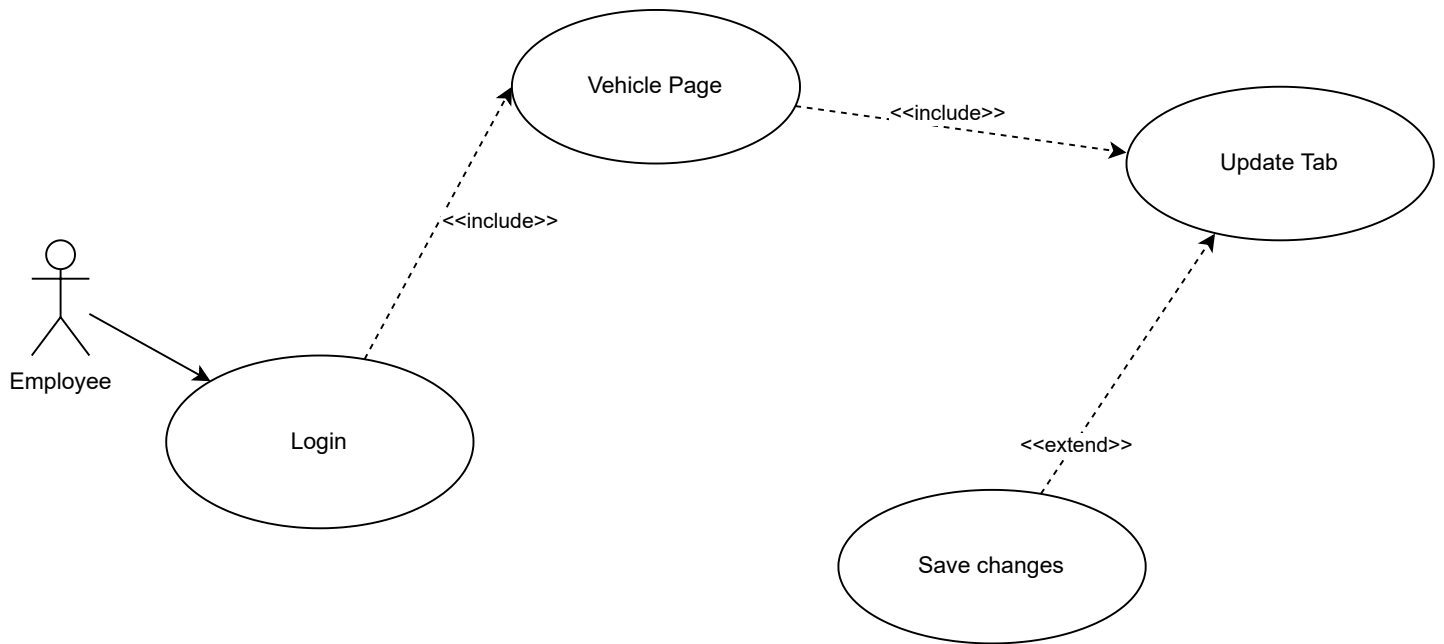 Vehicle Page
<<include>>
Update Tab
<<include>>
Employee
Login
<<extend>>
Save changes